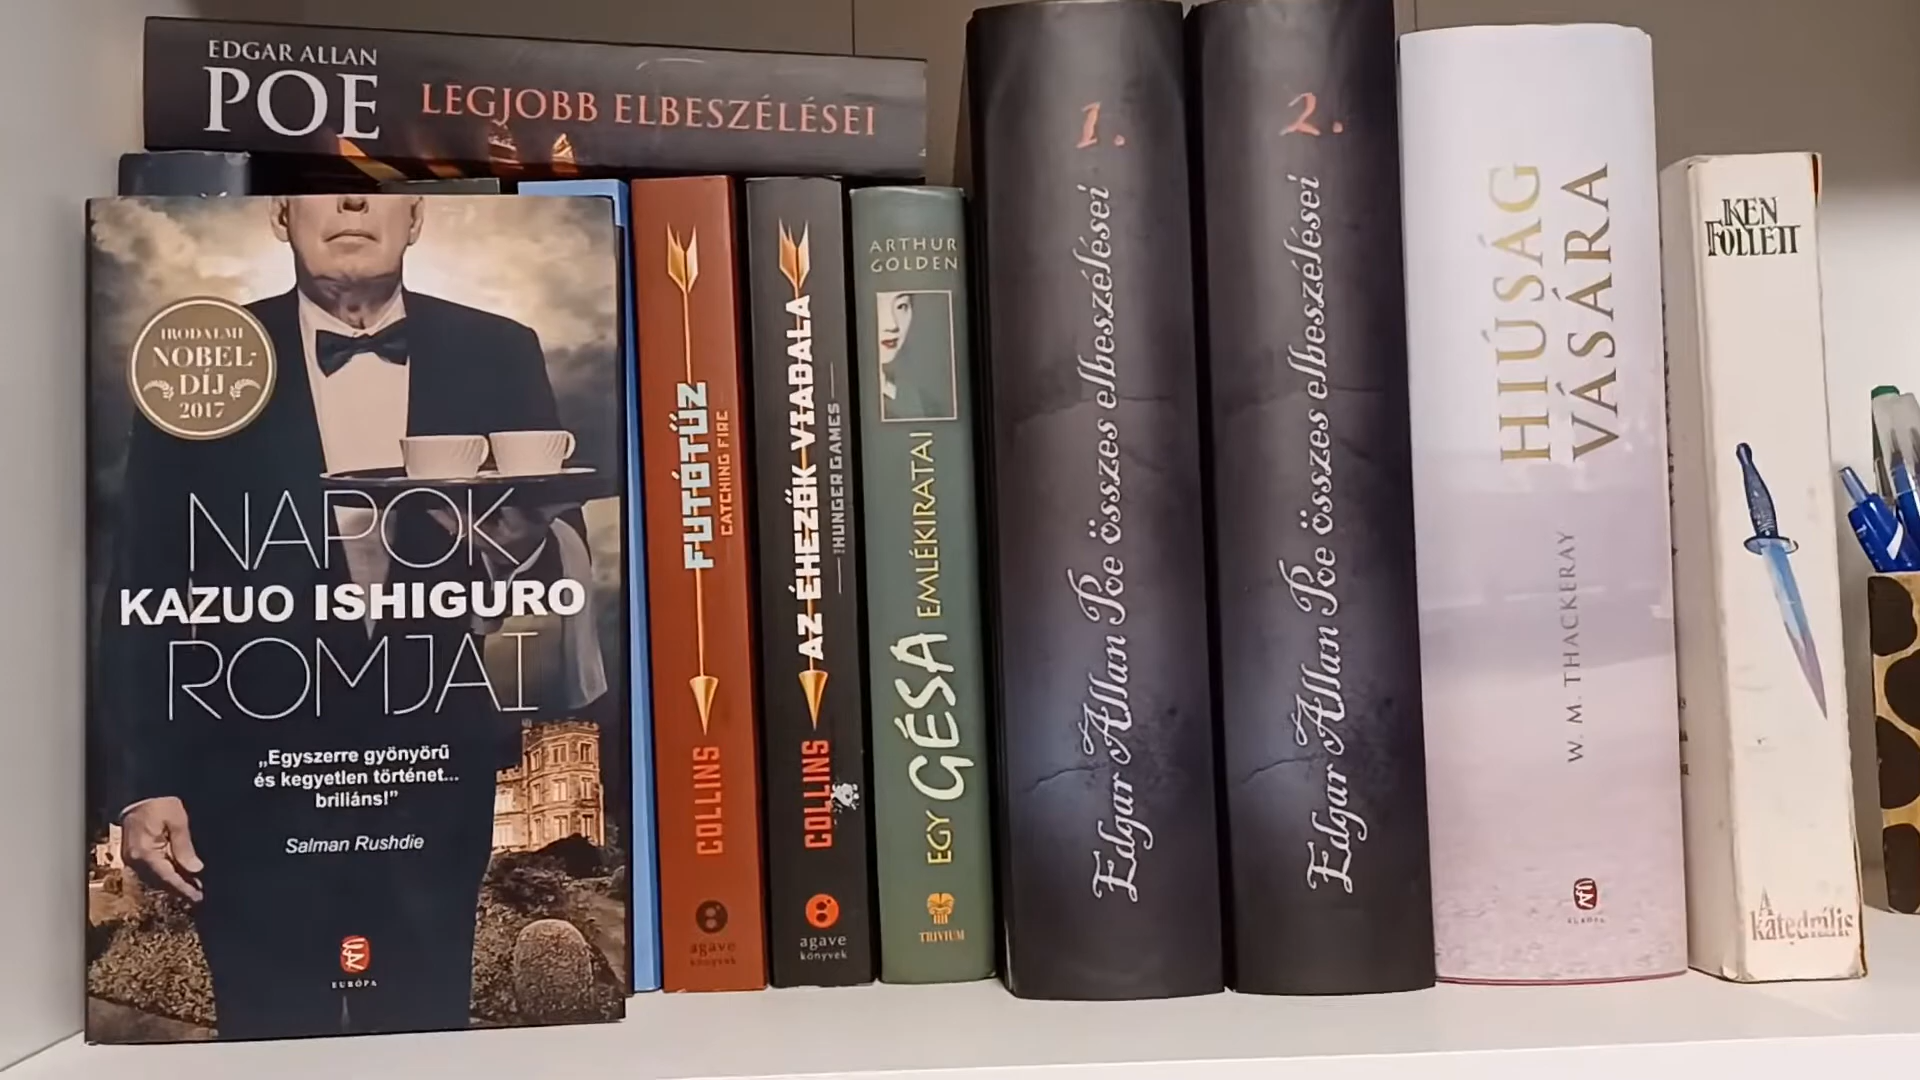 EDGAR ALLAN
POE
LEGJOBB ELBESZÉLÉSEI
IRODALMI
NOBEL-
DÍJ
2017
NAPOK
KAZUO ISHIGURO
ROMJAI
„Egyszerre gyönyörű
és kegyetlen történet...
briliáns!”
Salman Rushdie
EURÓPA
FUTÓTŰZ
CATCHING FIRE
COLLINS
agave
könyvek
AZ ÉHEZŐK VIADALA
HUNGER GAMES
COLLINS
agave
könyvek
ARTHUR
GOLDEN
EGY GÉSA EMLÉKIRATAI
TRIVIUM
1.
Edgar Allan Poe összes elbeszélései
2.
Edgar Allan Poe összes elbeszélései
HIÚSÁG
VÁSÁRA
W. M. THACKERAY
EURÓPA
KEN
FOLLETT
A
katedrális